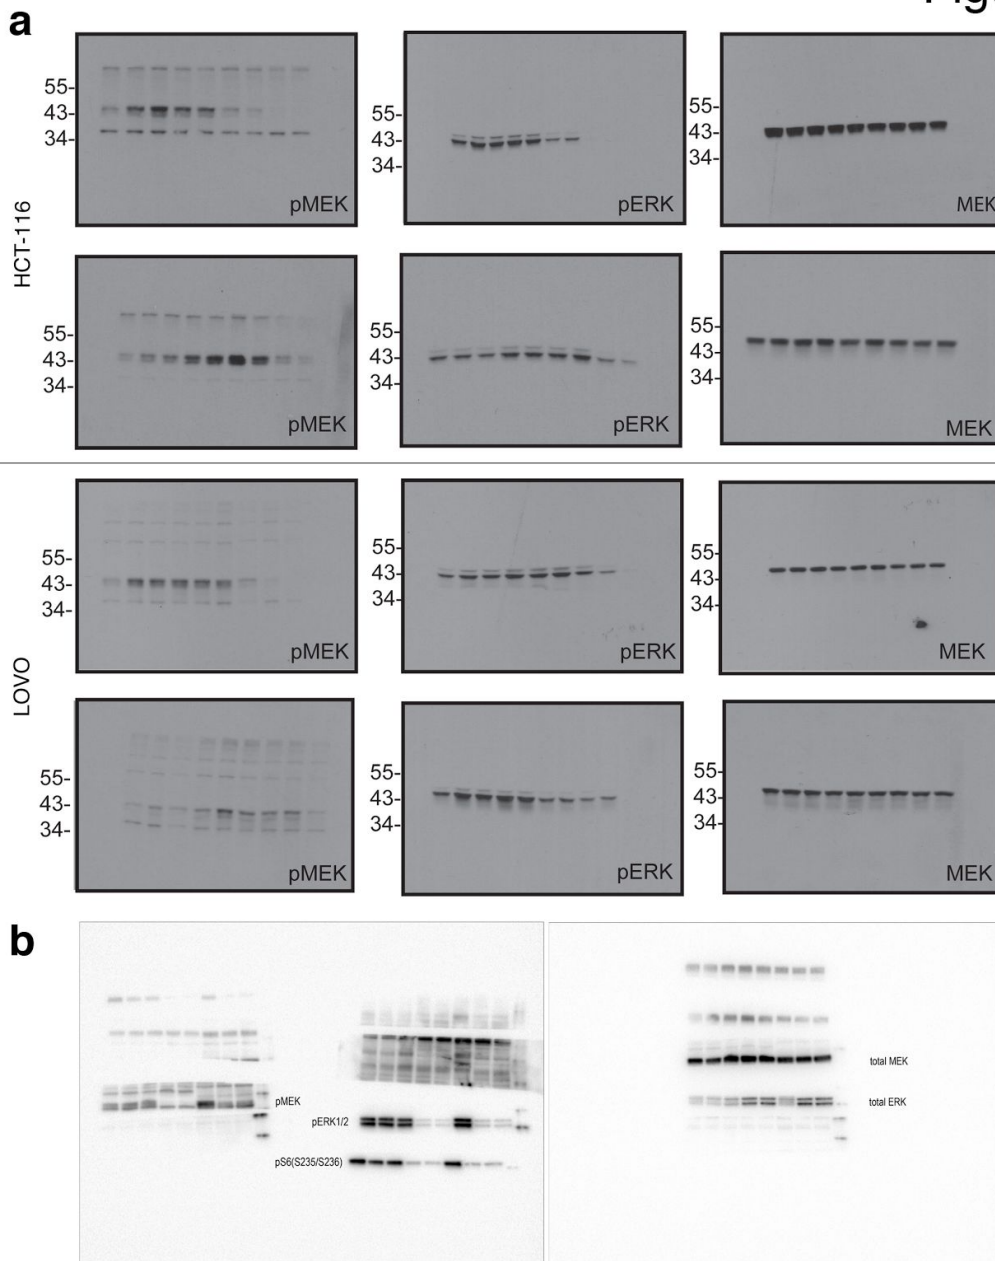 a
HCT-116
55-
43-
34-
pMEK
55-
43-
34-
pERK
55-
43-
34-
MEK
55-
43-
34-
pMEK
55-
43-
34-
pERK
55-
43-
34-
MEK
LOVO
55-
43-
34-
pMEK
55-
43-
34-
pERK
55-
43-
34-
MEK
55-
43-
34-
pMEK
55-
43-
34-
pERK
55-
43-
34-
MEK
b
pMEK
pERK1/2
pS6(S235/S236)
total MEK
total ERK